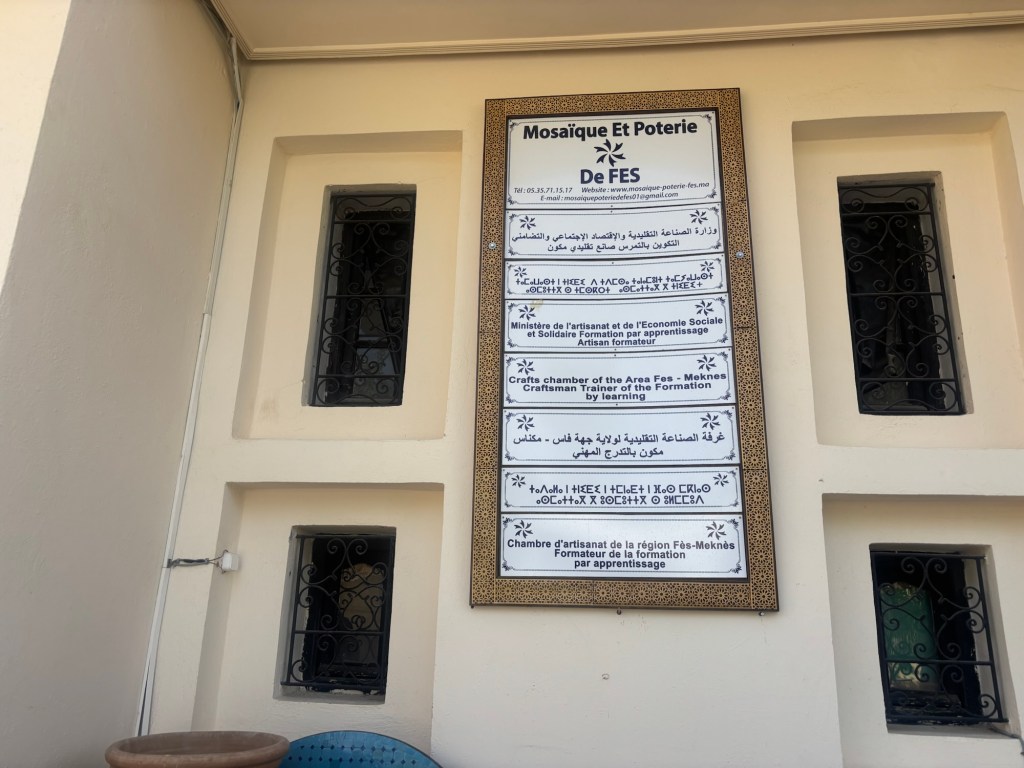 Mosaïque Et Poterie
De FES
Tél : 05.35.71.15.17 Website : www.mosaique-poterie-fes.ma
E-mail : mosaiquepoteriedefes01@gmail.com
وزارة الصناعة التقليدية والإقتصاد الإجتماعي والتضامني
التكوين بالتمرس صانع تقليدي مكون
Ministère de l'artisanat et de l'Economie Sociale
et Solidaire Formation par apprentissage
Artisan formateur
Crafts chamber of the Area Fes - Meknes
Craftsman Trainer of the Formation
by learning
غرفة الصناعة التقليدية لولاية جهة فاس - مكناس
مكون بالتدرج المهني
Chambre d'artisanat de la région Fès-Meknès
Formateur de la formation
par apprentissage